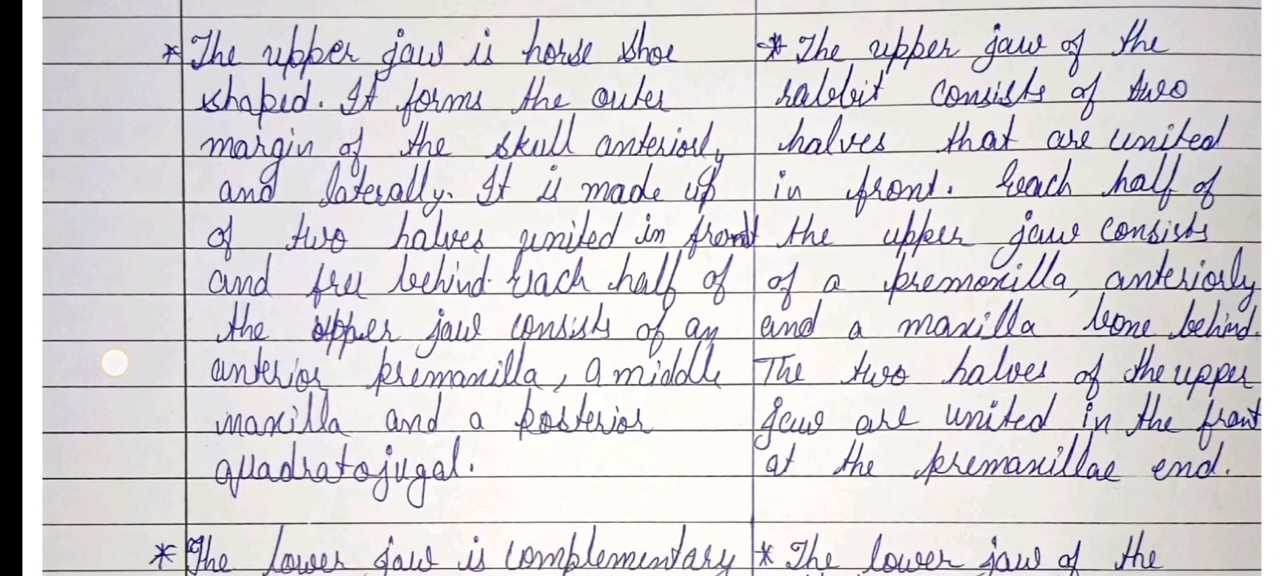 * The upper jaw is horse shoe
shaped. It forms the outer
margin of the skull anteriorly
and laterally. It is made up
of two halves united in front
and free behind. Each half of
the upper jaw consists of an
anterior premaxilla, a middle
maxilla and a posterior
quadratojugal.
* The lower jaw is complementary
* The upper jaw of the
rabbit consists of two
halves that are united
in front. Each half of
the upper jaw consists
of a premaxilla, anteriorly
and a maxilla bone behind.
The two halves of the upper
jaw are united in the front
at the premaxillae end.
* The lower jaw of the